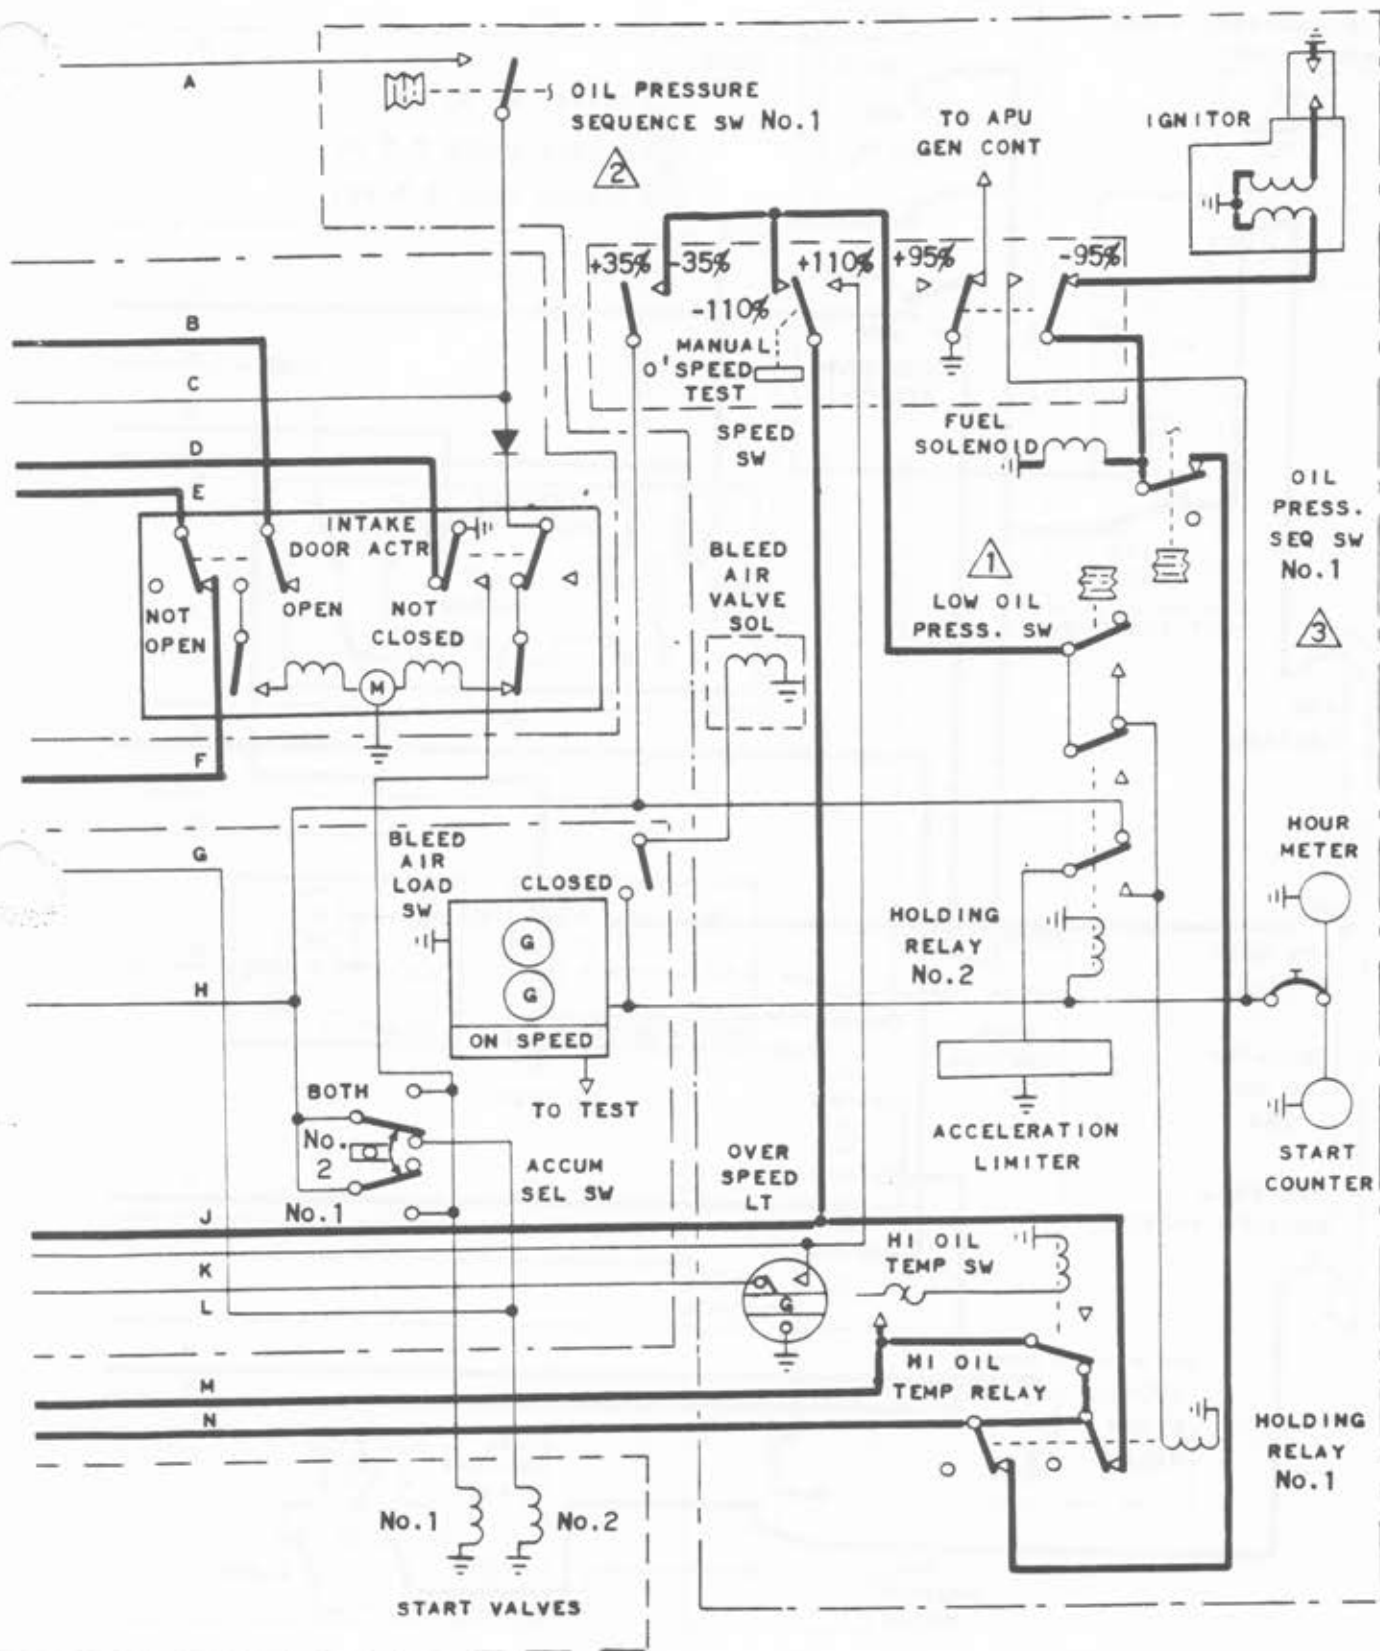 A
OIL PRESSURE
SEQUENCE SW No.1
2
TO APU
GEN CONT
IGNITOR
+35%
-35%
+110%
+95%
-95%
-110%
MANUAL
O'SPEED
TEST
SPEED
SW
B
C
D
E
INTAKE
DOOR ACTR
NOT
OPEN
OPEN
NOT
CLOSED
M
F
FUEL
SOLENOID
OIL
PRESS.
SEQ SW
No.1
3
BLEED
AIR
VALVE
SOL
1
LOW OIL
PRESS. SW
G
BLEED
AIR
LOAD
SW
CLOSED
G
G
ON SPEED
TO TEST
HOUR
METER
HOLDING
RELAY
No.2
H
ACCELERATION
LIMITER
START
COUNTER
BOTH
No.
2
No.1
ACCUM
SEL SW
OVER
SPEED
LT
J
K
L
G
HI OIL
TEMP SW
HI OIL
TEMP RELAY
M
N
HOLDING
RELAY
No.1
No.1
No.2
START VALVES